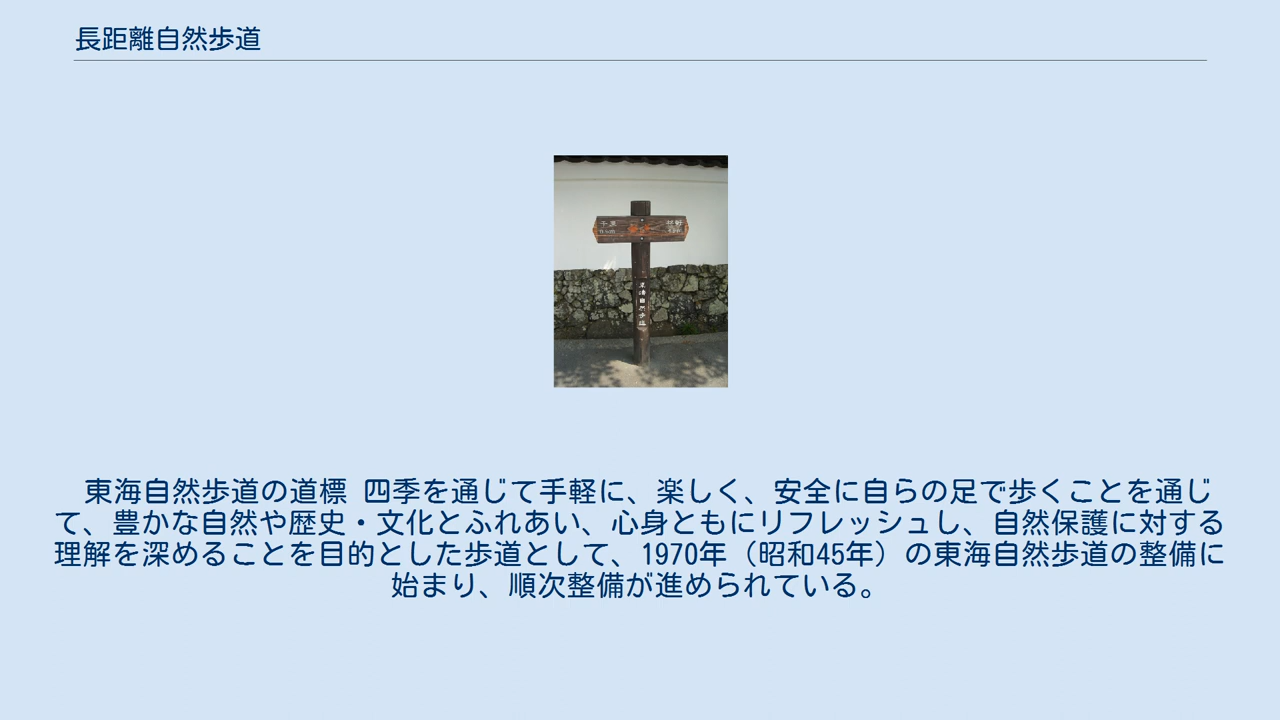 長距離自然歩道
東海自然歩道
東海自然歩道の道標 四季を通じて手軽に、楽しく、安全に自らの足で歩くことを通じ
て、豊かな自然や歴史・文化とふれあい、心身ともにリフレッシュし、自然保護に対する
理解を深めることを目的とした歩道として、1970年（昭和45年）の東海自然歩道の整備に
始まり、順次整備が進められている。